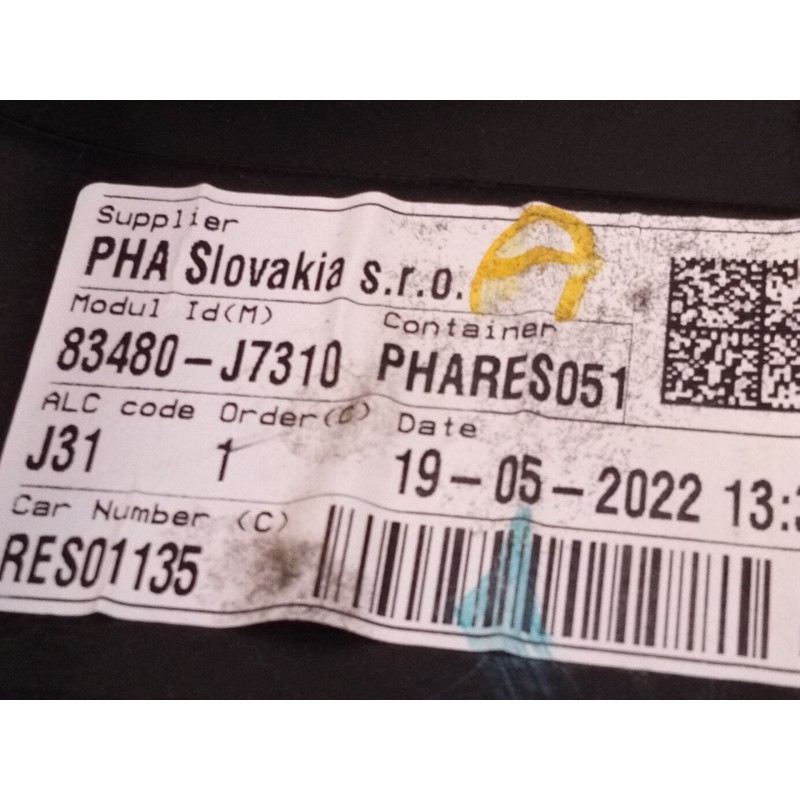 Supplier
PHA Slovakia s.r.o.
A
Modul Id(M) Container
83480-J7310 PHARES051
ALC code Order(C) Date
J31 1 19-05-2022 13:3
Car Number (C)
RES01135